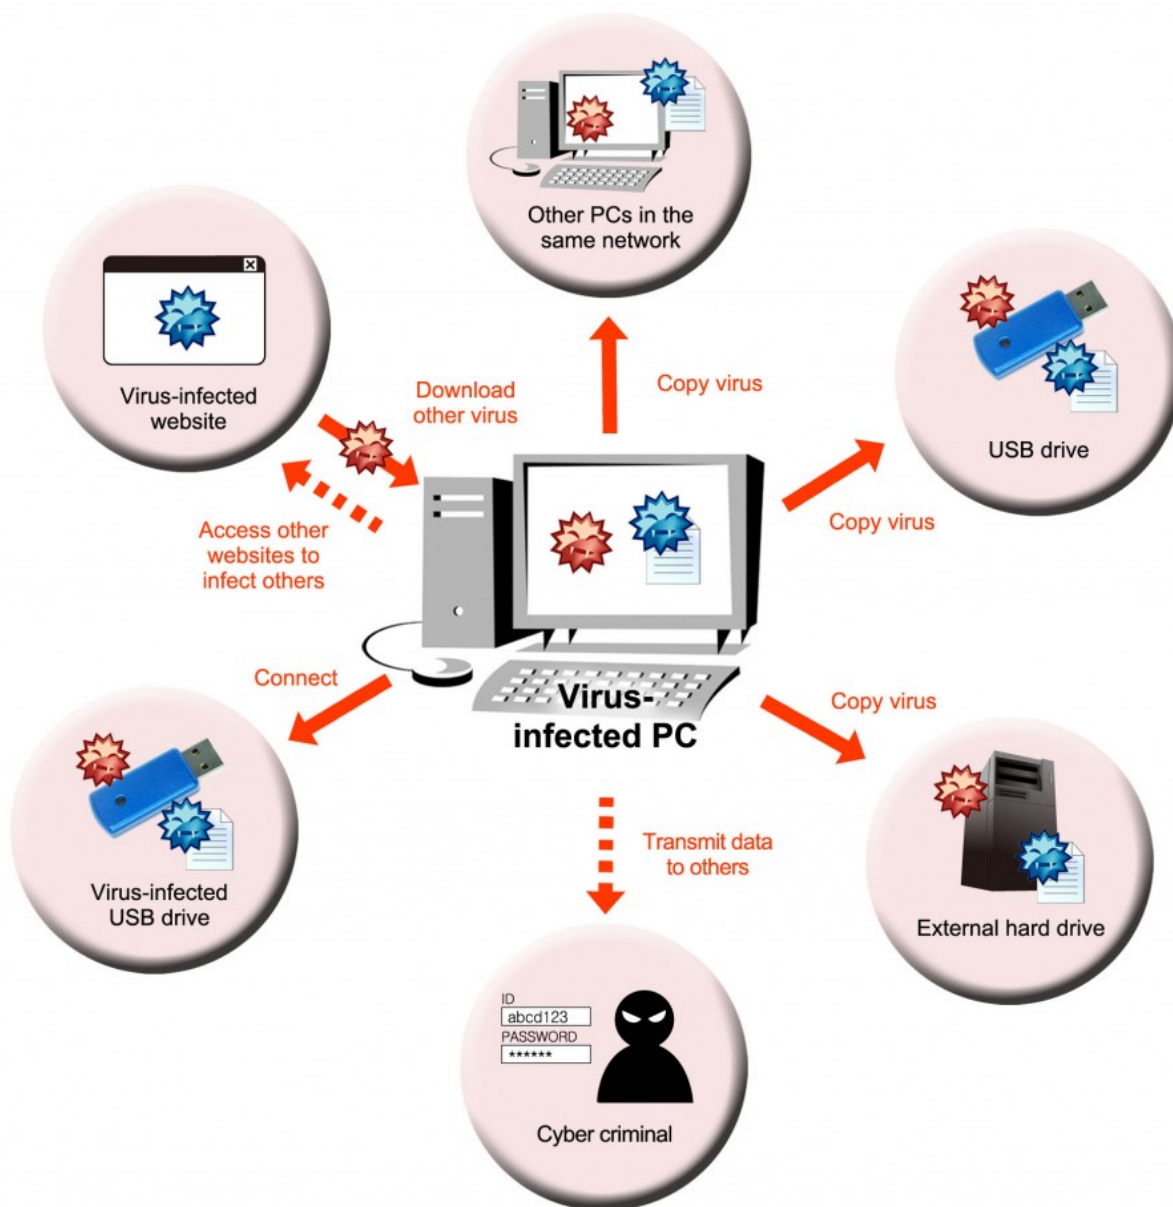 Other PCs in the
same network
Virus-infected
website
Download
other virus
Copy virus
USB drive
Copy virus
Access other
websites to
infect others
Connect
Virus-
infected PC
Copy virus
Virus-infected
USB drive
Transmit data
to others
External hard drive
ID
abcd123
PASSWORD
******
Cyber criminal